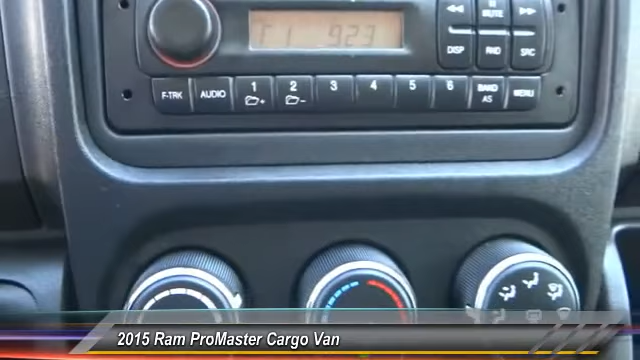 T1 923
MUTE
DISP RND SRC
F-TRK AUDIO 1 + 2 - 3 4 5 6 BAND AS MENU
2015 Ram ProMaster Cargo Van